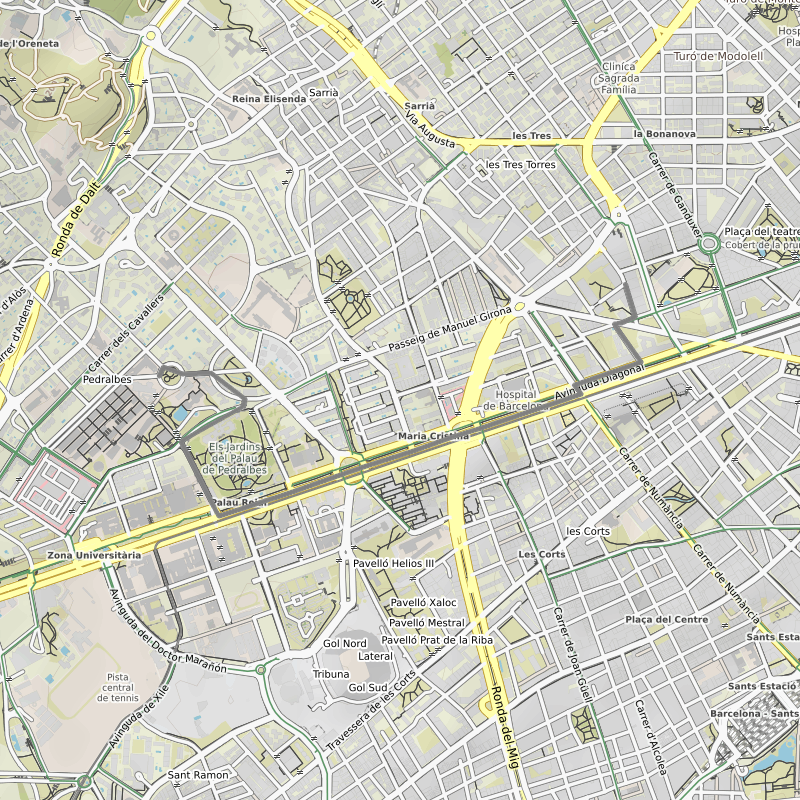 de l'Oreneta
Reina Elisenda
Sarrià
Sarrià
Via Augusta
les Tres
les Tres Torres
la Bonanova
Clínica
Sagrada
Família
Turó de Modolell
Carrer de Ganduxer
Plaça del teatre
Ronda de Dalt
Carrer dels Cavallers
Pedralbes
Passeig de Manuel Girona
Avinguda Diagonal
Hospital
de Barcelona
Maria Cristina
Els Jardins
del Palau
de Pedralbes
Palau Reial
Zona Universitària
Carrer de Numància
Carrer de Numància
les Corts
Les Corts
Pavelló Helios III
Pavelló Xaloc
Pavelló Mestral
Pavelló Prat de la Riba
Plaça del Centre
Gol Nord
Lateral
Tribuna
Gol Sud
Avinguda del Doctor Marañón
Pista
central
de tennis
Avinguda de Xile
Sant Ramon
Travessera de les Corts
Ronda del Mig
Carrer de Joan Güell
Carrer d'Alcolea
Sants Estació
Barcelona - Sants